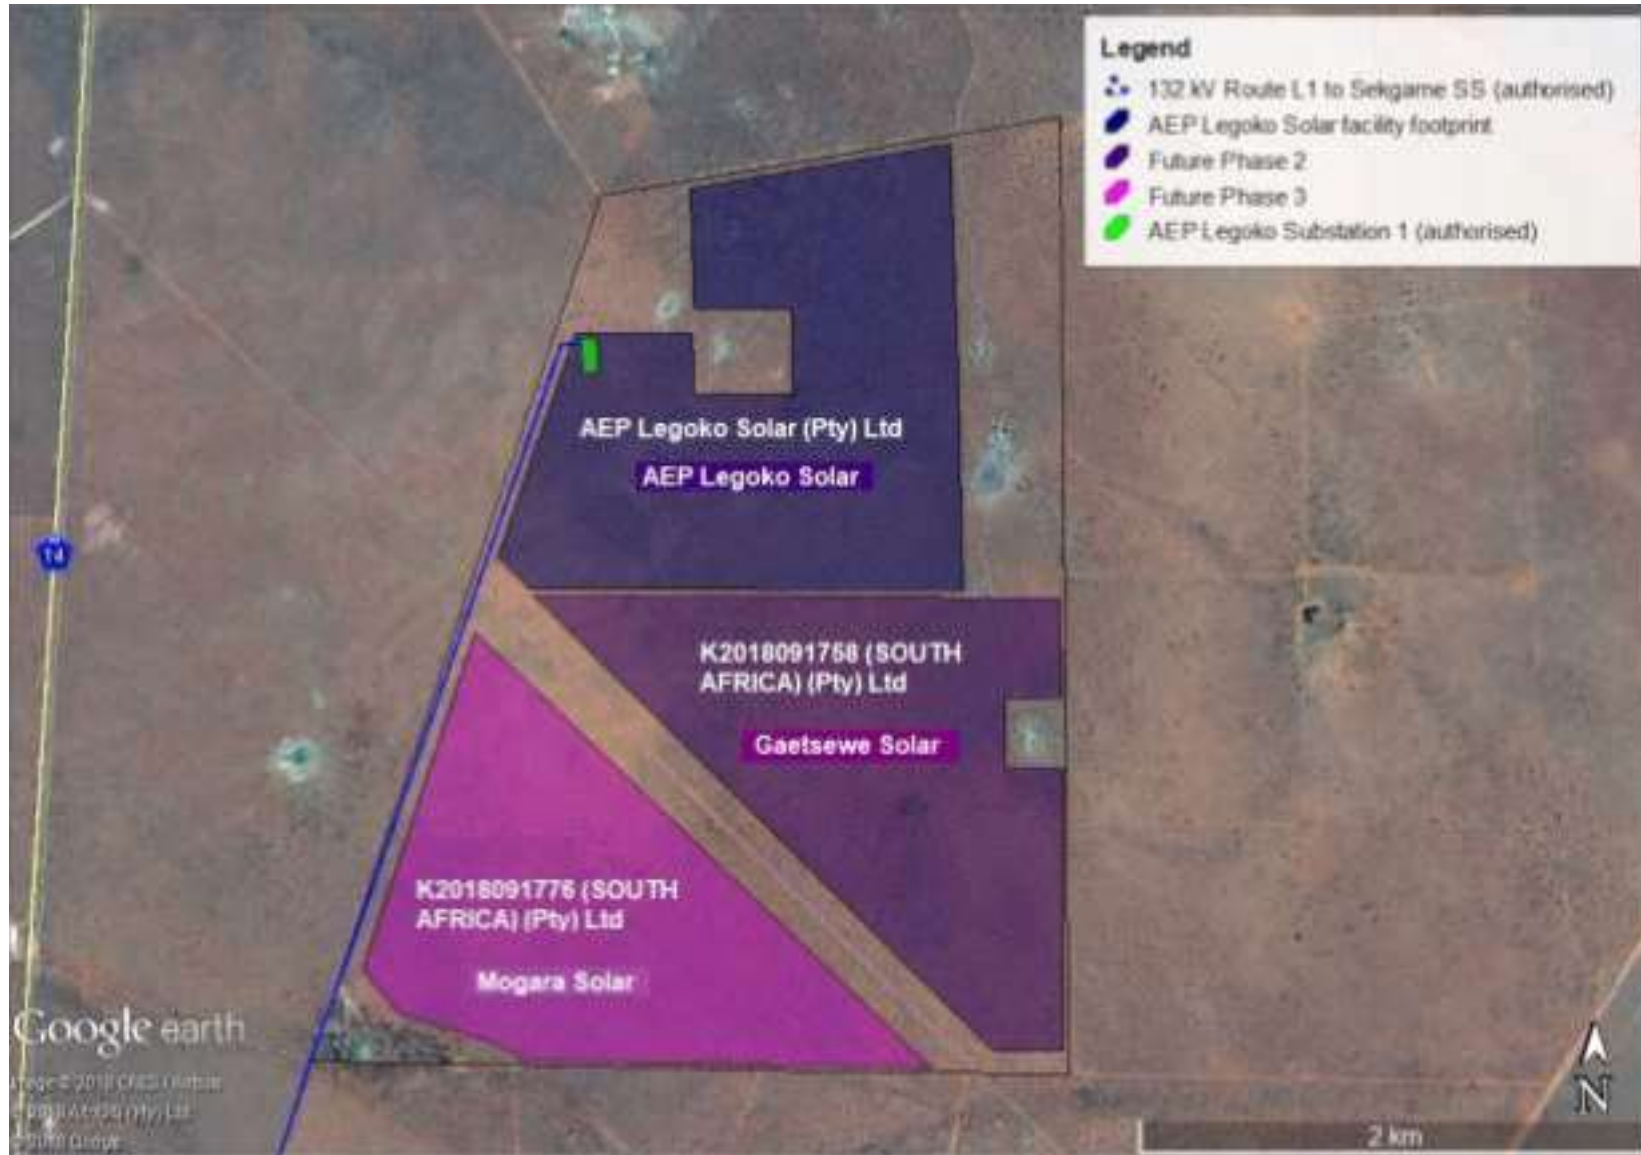 Legend
132 kV Route L1 to Sekgame SS (authorised)
AEP Legoko Solar facility footprint
Future Phase 2
Future Phase 3
AEP Legoko Substation 1 (authorised)
AEP Legoko Solar (Pty) Ltd
AEP Legoko Solar
14
K2018091758 (SOUTH
AFRICA) (Pty) Ltd
Gaetsewe Solar
K2018091776 (SOUTH
AFRICA) (Pty) Ltd
Mogara Solar
Google earth
N
2 km